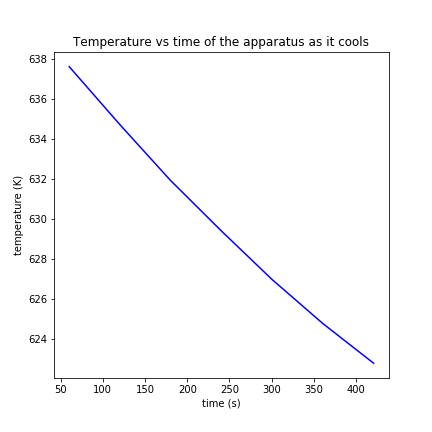 Temperature vs time of the apparatus as it cools
638
636
634
632
630
628
626
624
temperature (K)
50 100 150 200 250 300 350 400
time (s)